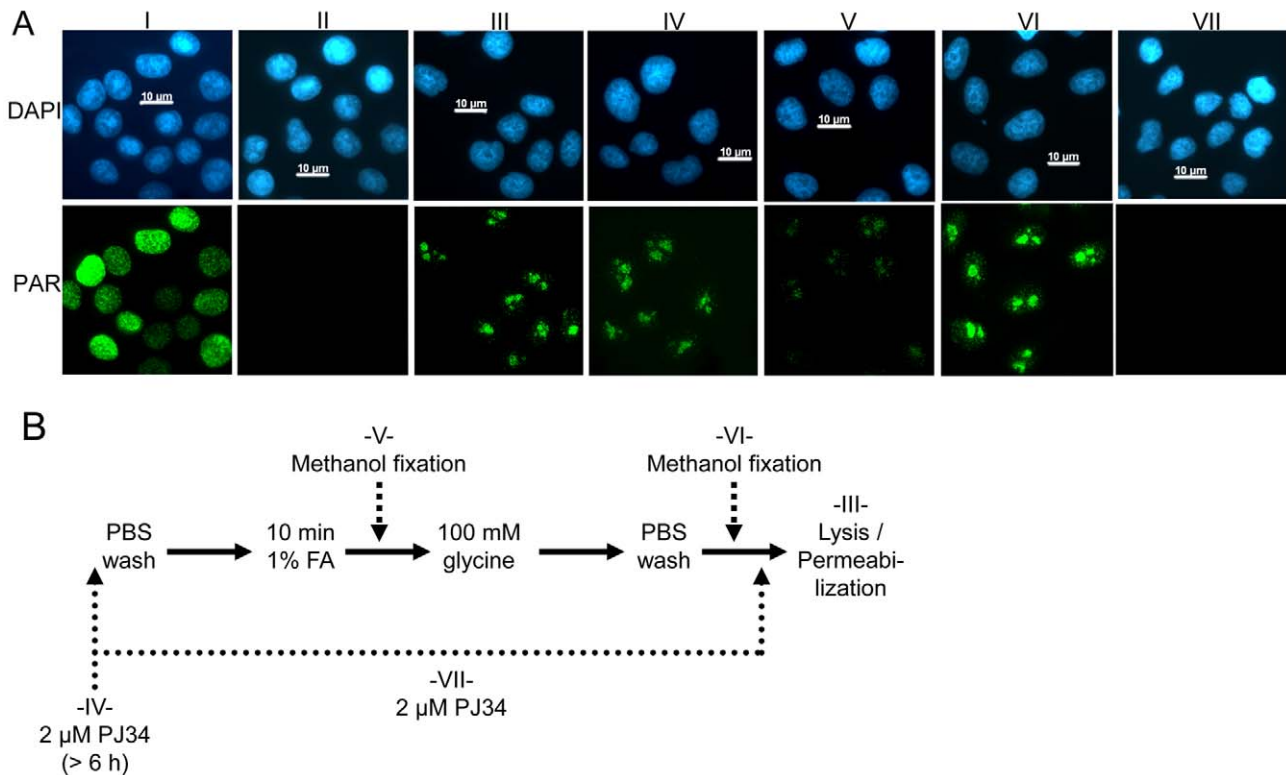 A
I II III IV V VI VII
DAPI
10 µm 10 µm 10 µm 10 µm 10 µm 10 µm 10 µm
PAR
B
-V-
Methanol fixation
-VI-
Methanol fixation
PBS
wash
10 min
1% FA
100 mM
glycine
PBS
wash
-III-
Lysis /
Permeabi-
lization
-IV-
2 µM PJ34
(> 6 h)
-VII-
2 µM PJ34